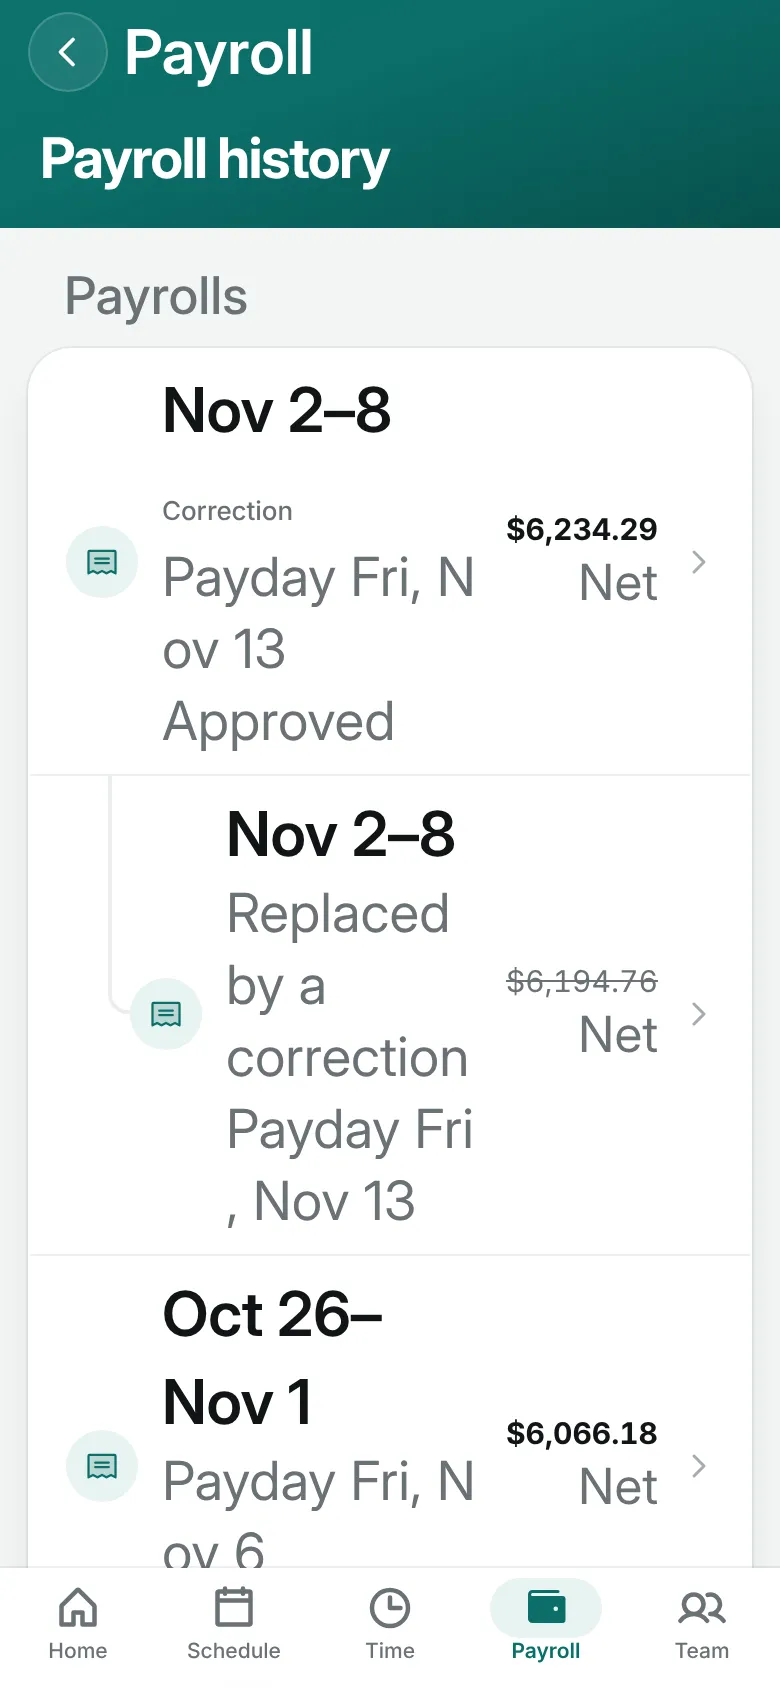 Payroll
Payroll history
Payrolls
Nov 2–8
Correction
Payday Fri, N
ov 13
Approved
$6,234.29
Net
Nov 2–8
Replaced
by a
correction
Payday Fri
, Nov 13
$6,194.76
Net
Oct 26–
Nov 1
Payday Fri, N
ov 6
$6,066.18
Net
Home
Schedule
Time
Payroll
Team